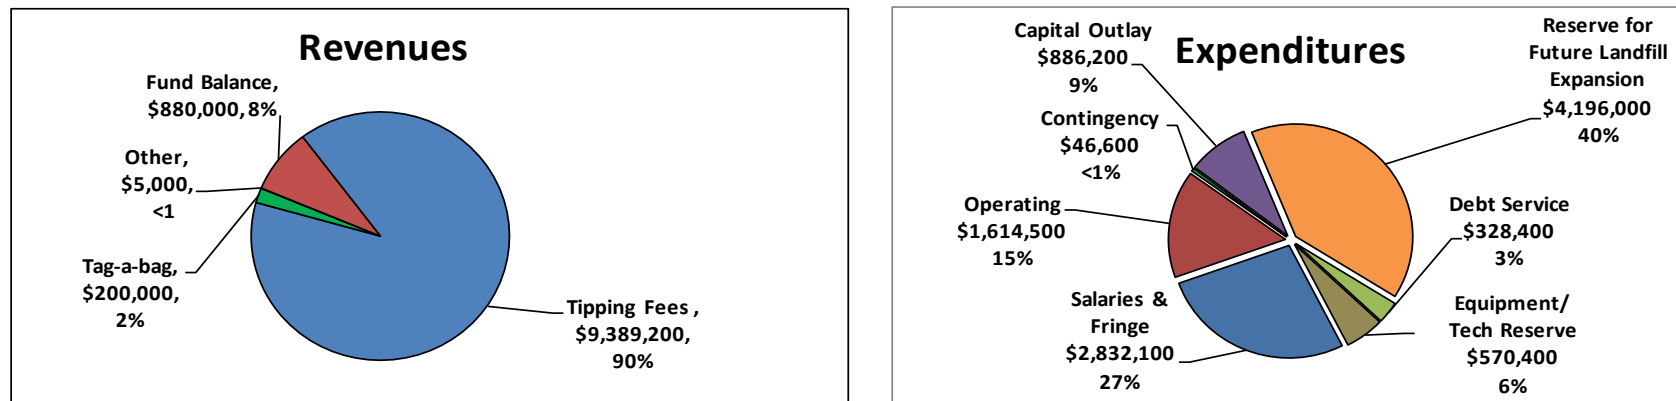 Revenues
Fund Balance,
$880,000, 8%
Other,
$5,000,
<1
Tag-a-bag,
$200,000,
2%
Tipping Fees ,
$9,389,200,
90%
Expenditures
Capital Outlay
$886,200
9%
Contingency
$46,600
<1%
Operating
$1,614,500
15%
Salaries &
Fringe
$2,832,100
27%
Reserve for
Future Landfill
Expansion
$4,196,000
40%
Debt Service
$328,400
3%
Equipment/
Tech Reserve
$570,400
6%